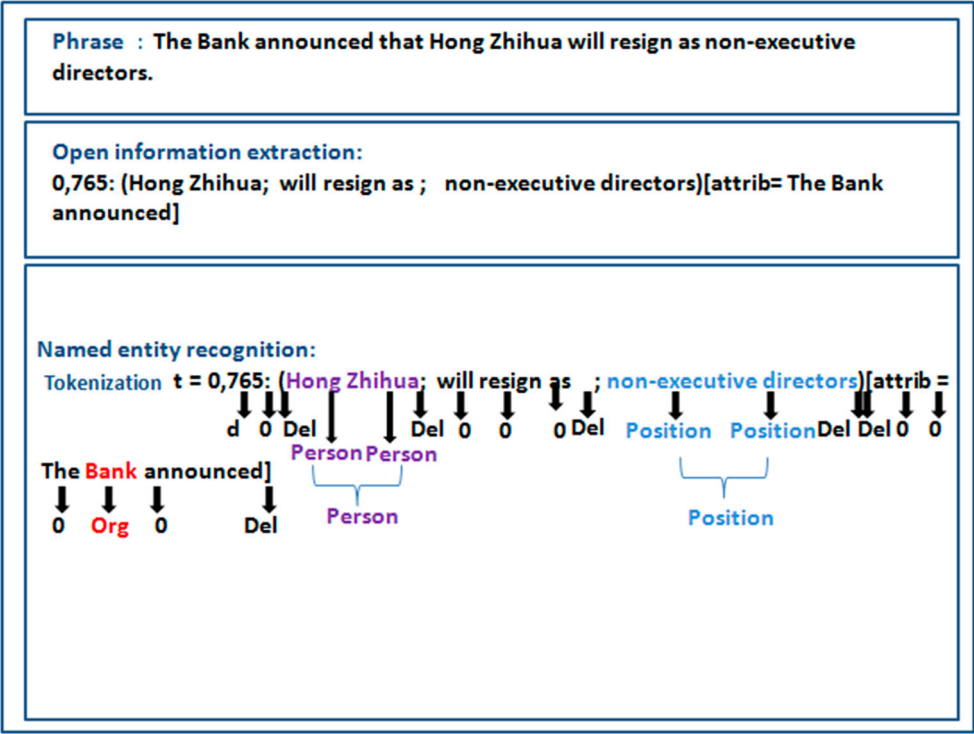 Phrase : The Bank announced that Hong Zhihua will resign as non-executive
directors.
Open information extraction:
0,765: (Hong Zhihua; will resign as ; non-executive directors)[attrib= The Bank
announced]
Named entity recognition:
Tokenization t = 0,765: (Hong Zhihua; will resign as ; non-executive directors)[attrib =
d 0 Del Person Person Del 0 0 0 Del Position Position Del Del 0 0
The Bank announced]
Person Position
0 Org 0 Del